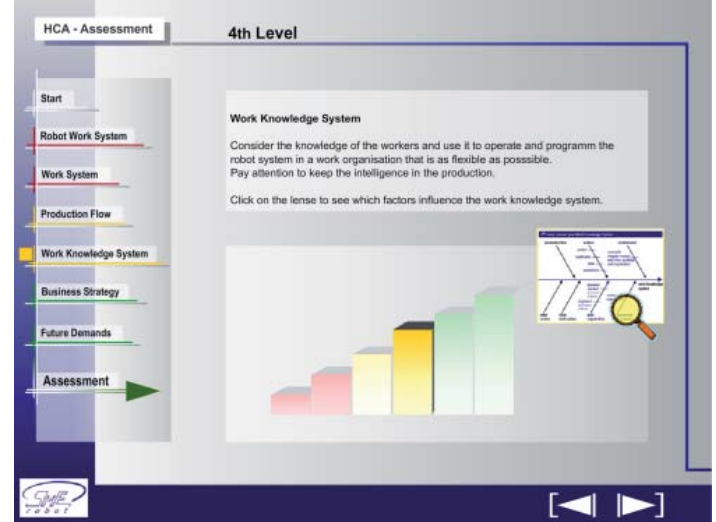 HCA - Assessment
4th Level
Start
Robot Work System
Work System
Production Flow
Work Knowledge System
Business Strategy
Future Demands
Assessment
Work Knowledge System
Consider the knowledge of the workers and use it to operate and programm the
robot system in a work organisation that is as flexible as posssible.
Pay attention to keep the intelligence in the production.
Click on the lense to see which factors influence the work knowledge system.
SME
robot